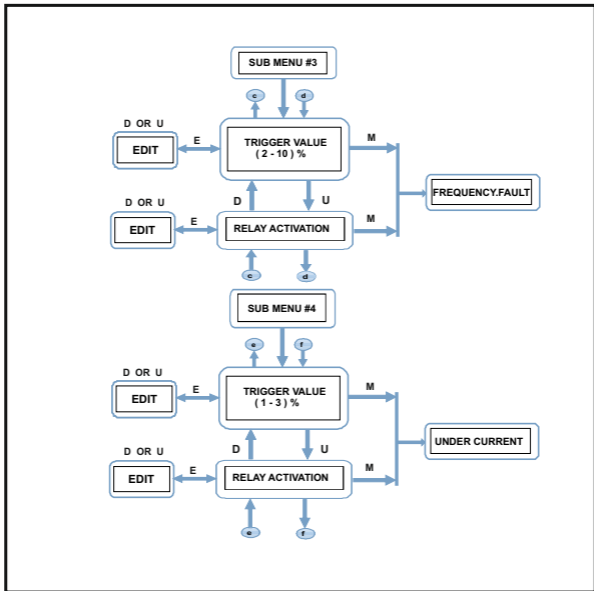 SUB MENU #3
c
d
D OR U
E
M
EDIT
TRIGGER VALUE
( 2 - 10 ) %
FREQUENCY.FAULT
D
U
D OR U
E
M
EDIT
RELAY ACTIVATION
c
d
SUB MENU #4
e
f
D OR U
E
M
EDIT
TRIGGER VALUE
( 1 - 3 ) %
UNDER CURRENT
D
U
D OR U
E
M
EDIT
RELAY ACTIVATION
e
f